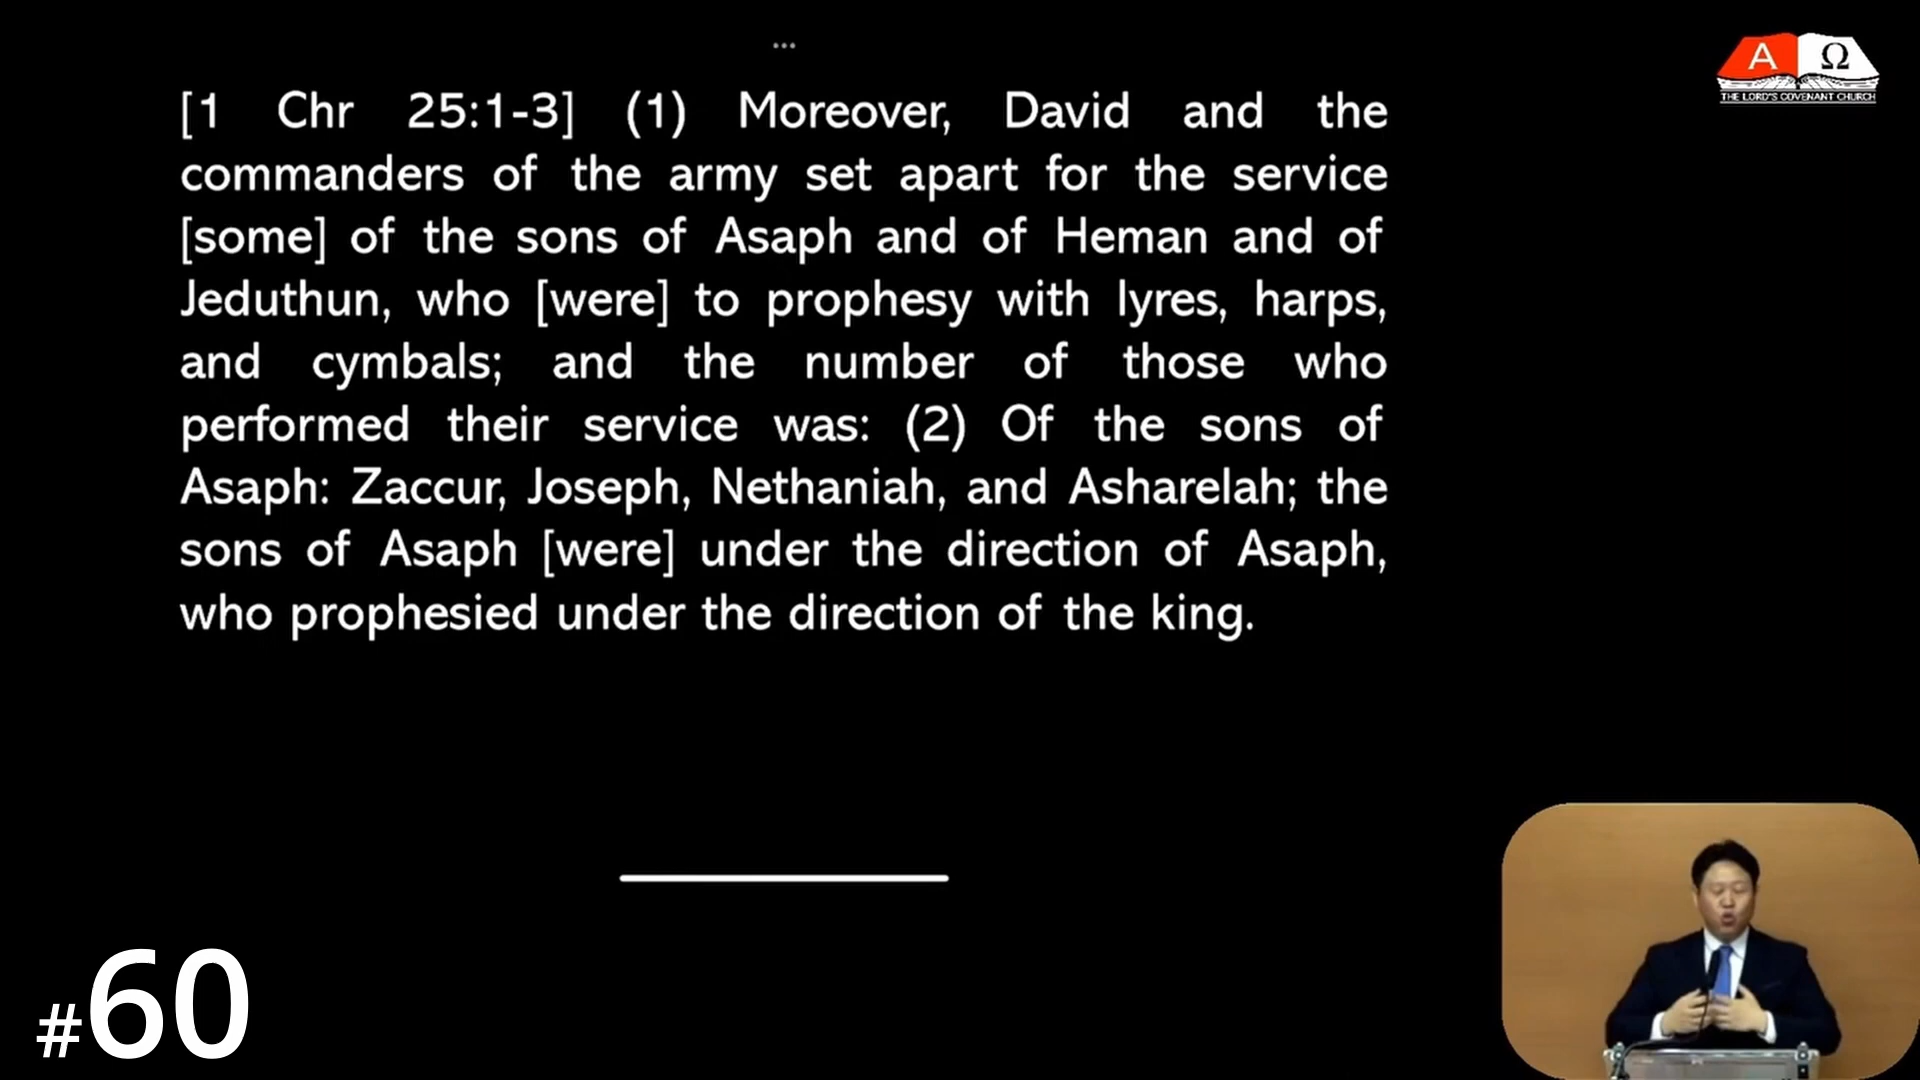 ...
A Ω
THE LORD'S COVENANT CHURCH
[1 Chr 25:1-3] (1) Moreover, David and the
commanders of the army set apart for the service
[some] of the sons of Asaph and of Heman and of
Jeduthun, who [were] to prophesy with lyres, harps,
and cymbals; and the number of those who
performed their service was: (2) Of the sons of
Asaph: Zaccur, Joseph, Nethaniah, and Asharelah; the
sons of Asaph [were] under the direction of Asaph,
who prophesied under the direction of the king.
#60